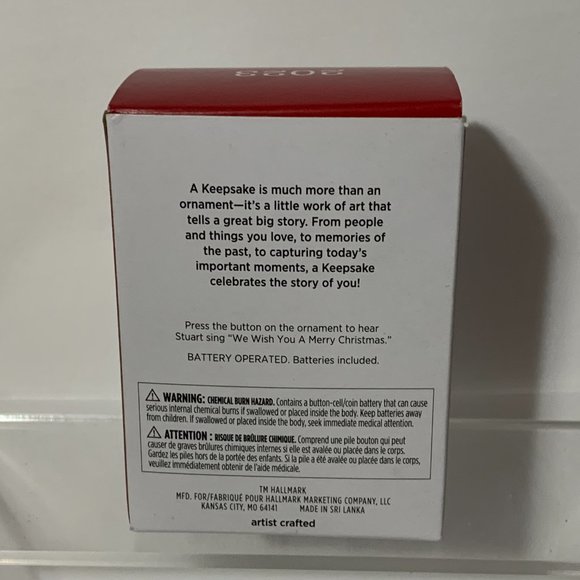 2023
A Keepsake is much more than an
ornament—it's a little work of art that
tells a great big story. From people
and things you love, to memories of
the past, to capturing today's
important moments, a Keepsake
celebrates the story of you!
Press the button on the ornament to hear
Stuart sing “We Wish You A Merry Christmas.”
BATTERY OPERATED. Batteries included.
⚠ WARNING: CHEMICAL BURN HAZARD. Contains a button-cell/coin battery that can cause
serious internal chemical burns if swallowed or placed inside the body. Keep batteries away
from children. If swallowed or placed inside the body, seek immediate medical attention.
⚠ ATTENTION : RISQUE DE BRÛLURE CHIMIQUE. Comprend une pile bouton qui peut
causer de graves brûlures chimiques internes si elle est avalée ou placée dans le corps.
Gardez les piles hors de la portée des enfants. Si la pile a été avalée ou placée dans le corps,
veuillez immédiatement obtenir de l'aide médicale.
TM HALLMARK
MFD. FOR/FABRIQUÉ POUR HALLMARK MARKETING COMPANY, LLC
KANSAS CITY, MO 64141 MADE IN SRI LANKA
artist crafted